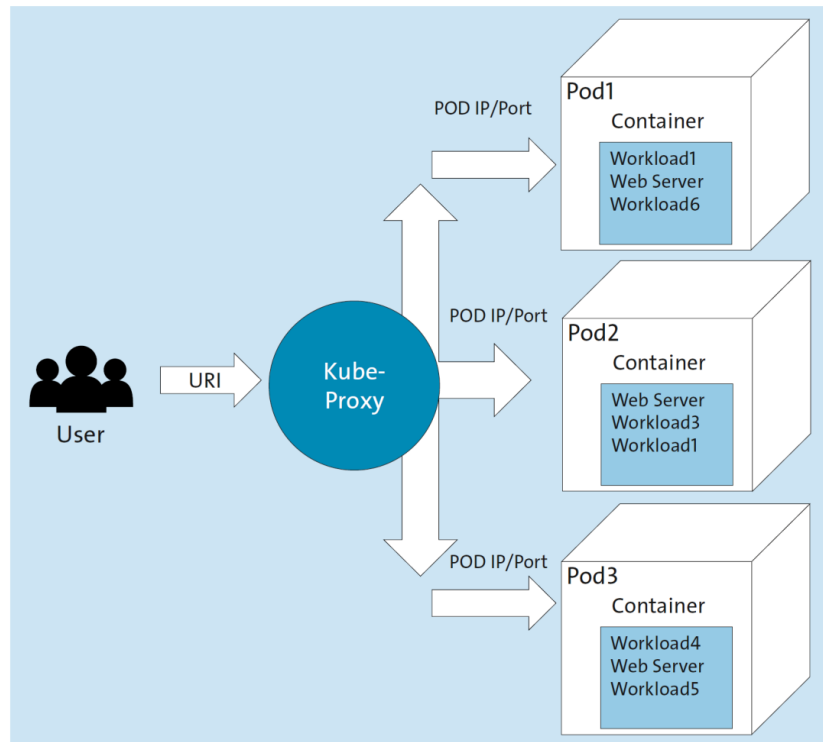 POD IP/Port
Pod1
Container
Workload1
Web Server
Workload6
POD IP/Port
Pod2
Container
Web Server
Workload3
Workload1
URI
Kube-
Proxy
User
POD IP/Port
Pod3
Container
Workload4
Web Server
Workload5